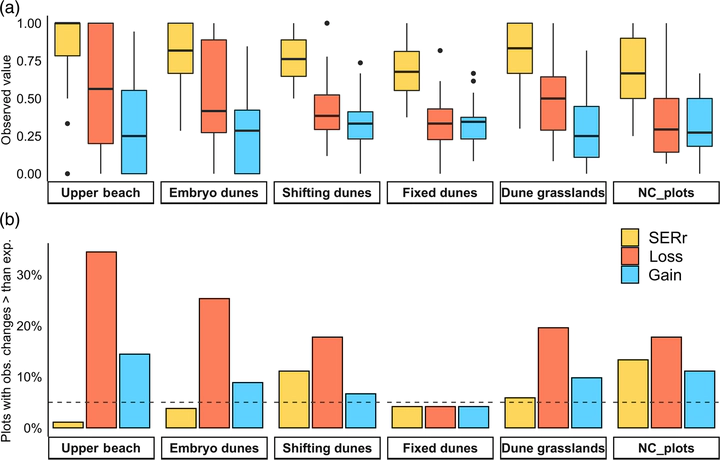 (a)
Observed value
1.00
0.75
0.50
0.25
0.00
Upper beach Embryo dunes Shifting dunes Fixed dunes Dune grasslands NC_plots
(b)
Plots with obs. changes > than exp.
SERr
Loss
Gain
30%
20%
10%
0%
Upper beach Embryo dunes Shifting dunes Fixed dunes Dune grasslands NC_plots